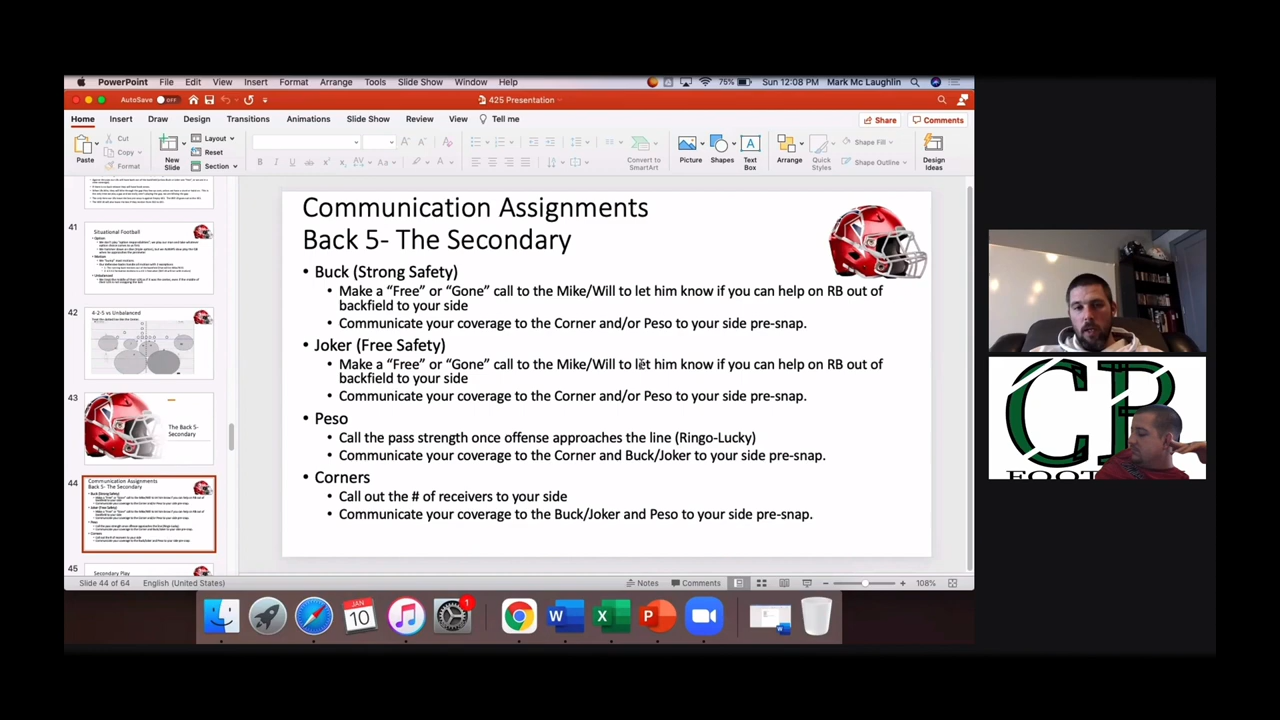 PowerPoint File Edit View Insert Format Arrange Tools Slide Show Window Help 75% Sun 12:08 PM Mark Mc Laughlin
AutoSave OFF 425 Presentation
Home Insert Draw Design Transitions Animations Slide Show Review View Tell me Share Comments
Paste Cut Copy Format New Slide Layout Reset Section Convert to SmartArt Picture Shapes Text Box Arrange Quick Styles Shape Fill Shape Outline Design Ideas
41
Situational Football
42
4-2-5 vs Unbalanced
43
The Back 5-
Secondary
44
Communication Assignments
Back 5- The Secondary
45
Secondary Play
Communication Assignments
Back 5- The Secondary
• Buck (Strong Safety)
• Make a “Free” or “Gone” call to the Mike/Will to let him know if you can help on RB out of
backfield to your side
• Communicate your coverage to the Corner and/or Peso to your side pre-snap.
• Joker (Free Safety)
• Make a “Free” or “Gone” call to the Mike/Will to let him know if you can help on RB out of
backfield to your side
• Communicate your coverage to the Corner and/or Peso to your side pre-snap.
• Peso
• Call the pass strength once offense approaches the line (Ringo-Lucky)
• Communicate your coverage to the Corner and Buck/Joker to your side pre-snap.
• Corners
• Call out the # of receivers to your side
• Communicate your coverage to the Buck/Joker and Peso to your side pre-snap.
CB
FOOT
Slide 44 of 64 English (United States) Notes Comments 108%
JAN
10
1